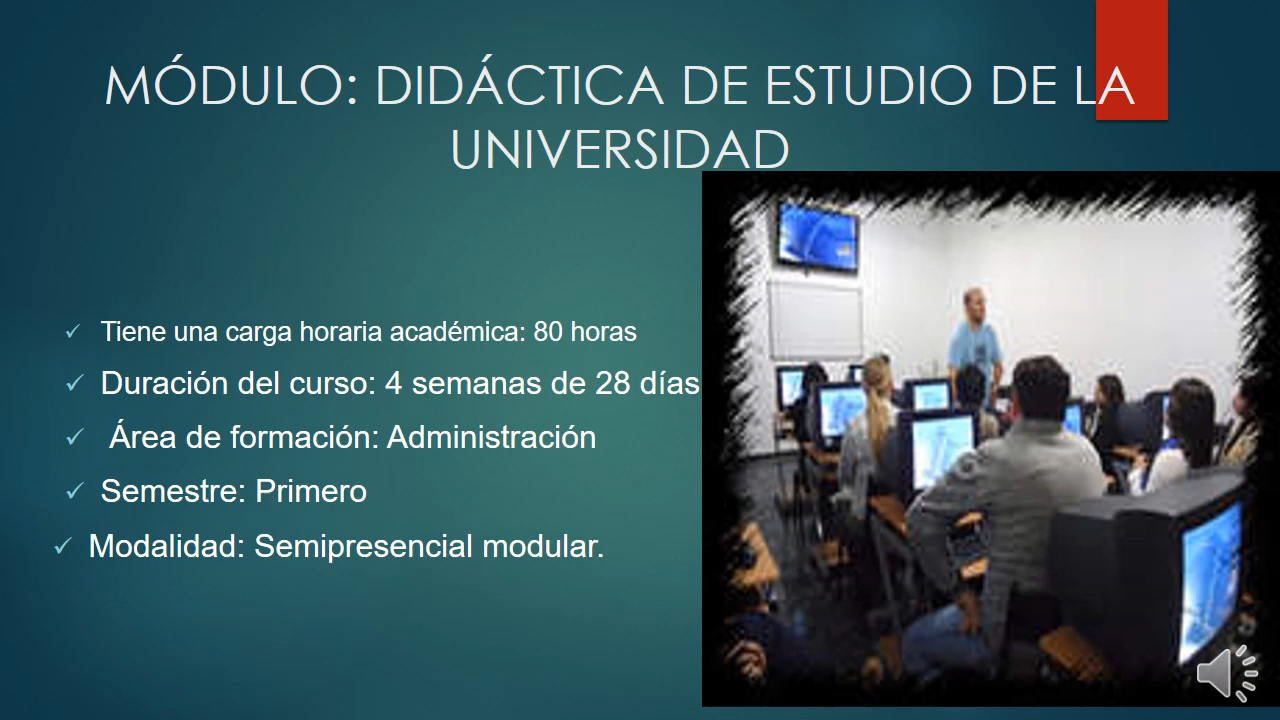 MÓDULO: DIDÁCTICA DE ESTUDIO DE LA
UNIVERSIDAD
Tiene una carga horaria académica: 80 horas
Duración del curso: 4 semanas de 28 días
Área de formación: Administración
Semestre: Primero
Modalidad: Semipresencial modular.